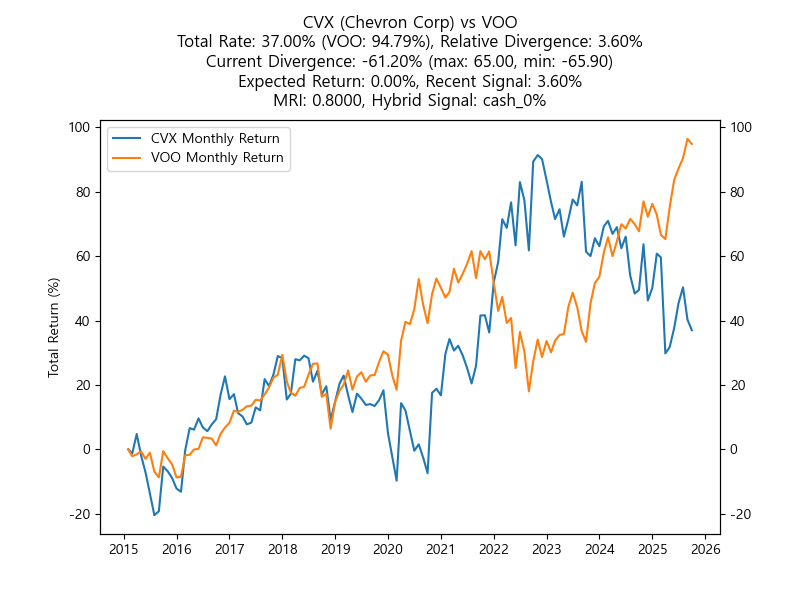 CVX (Chevron Corp) vs VOO
Total Rate: 37.00% (VOO: 94.79%), Relative Divergence: 3.60%
Current Divergence: -61.20% (max: 65.00, min: -65.90)
Expected Return: 0.00%, Recent Signal: 3.60%
MRI: 0.8000, Hybrid Signal: cash_0%
CVX Monthly Return
VOO Monthly Return
Total Return (%)
100
80
60
40
20
0
-20
100
80
60
40
20
0
-20
2015 2016 2017 2018 2019 2020 2021 2022 2023 2024 2025 2026